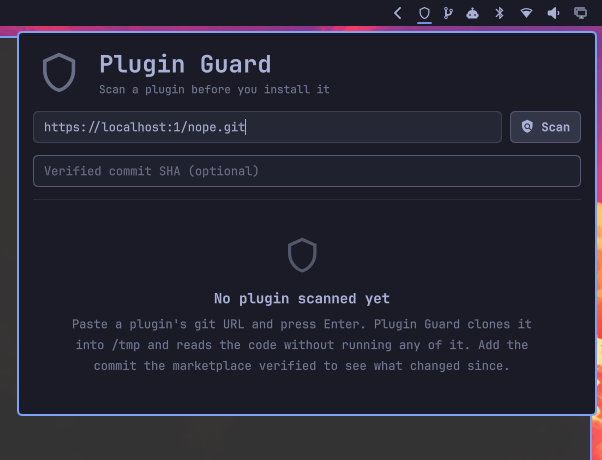 Plugin Guard
Scan a plugin before you install it
https://localhost:1/nope.git
Scan
Verified commit SHA (optional)
No plugin scanned yet
Paste a plugin's git URL and press Enter. Plugin Guard clones it
into /tmp and reads the code without running any of it. Add the
commit the marketplace verified to see what changed since.